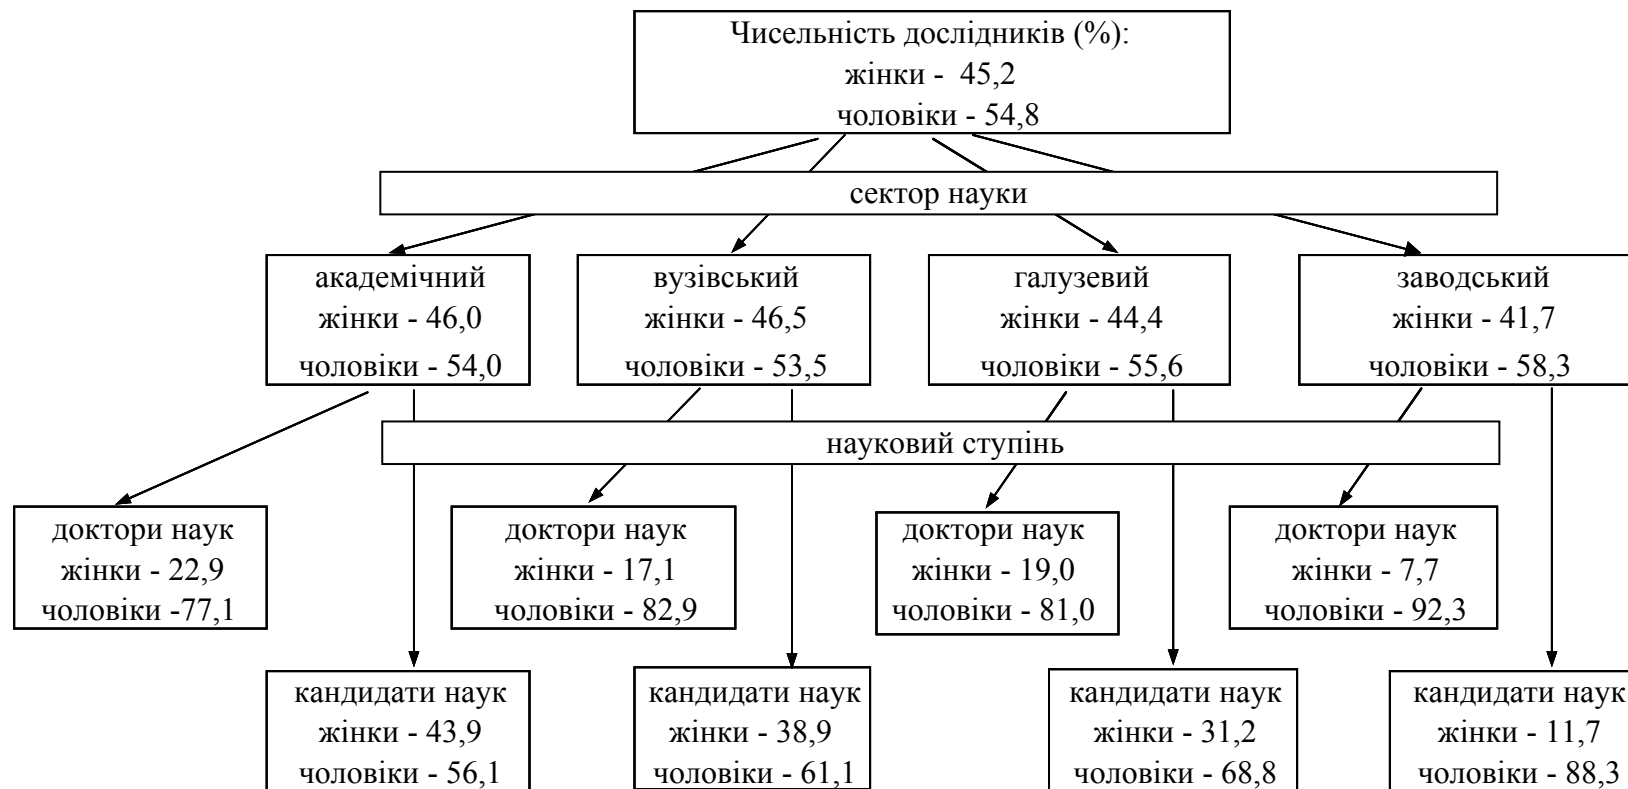 Чисельність дослідників (%):
жінки - 45,2
чоловіки - 54,8
сектор науки
академічний
жінки - 46,0
чоловіки - 54,0
вузівський
жінки - 46,5
чоловіки - 53,5
галузевий
жінки - 44,4
чоловіки - 55,6
заводський
жінки - 41,7
чоловіки - 58,3
науковий ступінь
доктори наук
жінки - 22,9
чоловіки -77,1
доктори наук
жінки - 17,1
чоловіки - 82,9
доктори наук
жінки - 19,0
чоловіки - 81,0
доктори наук
жінки - 7,7
чоловіки - 92,3
кандидати наук
жінки - 43,9
чоловіки - 56,1
кандидати наук
жінки - 38,9
чоловіки - 61,1
кандидати наук
жінки - 31,2
чоловіки - 68,8
кандидати наук
жінки - 11,7
чоловіки - 88,3